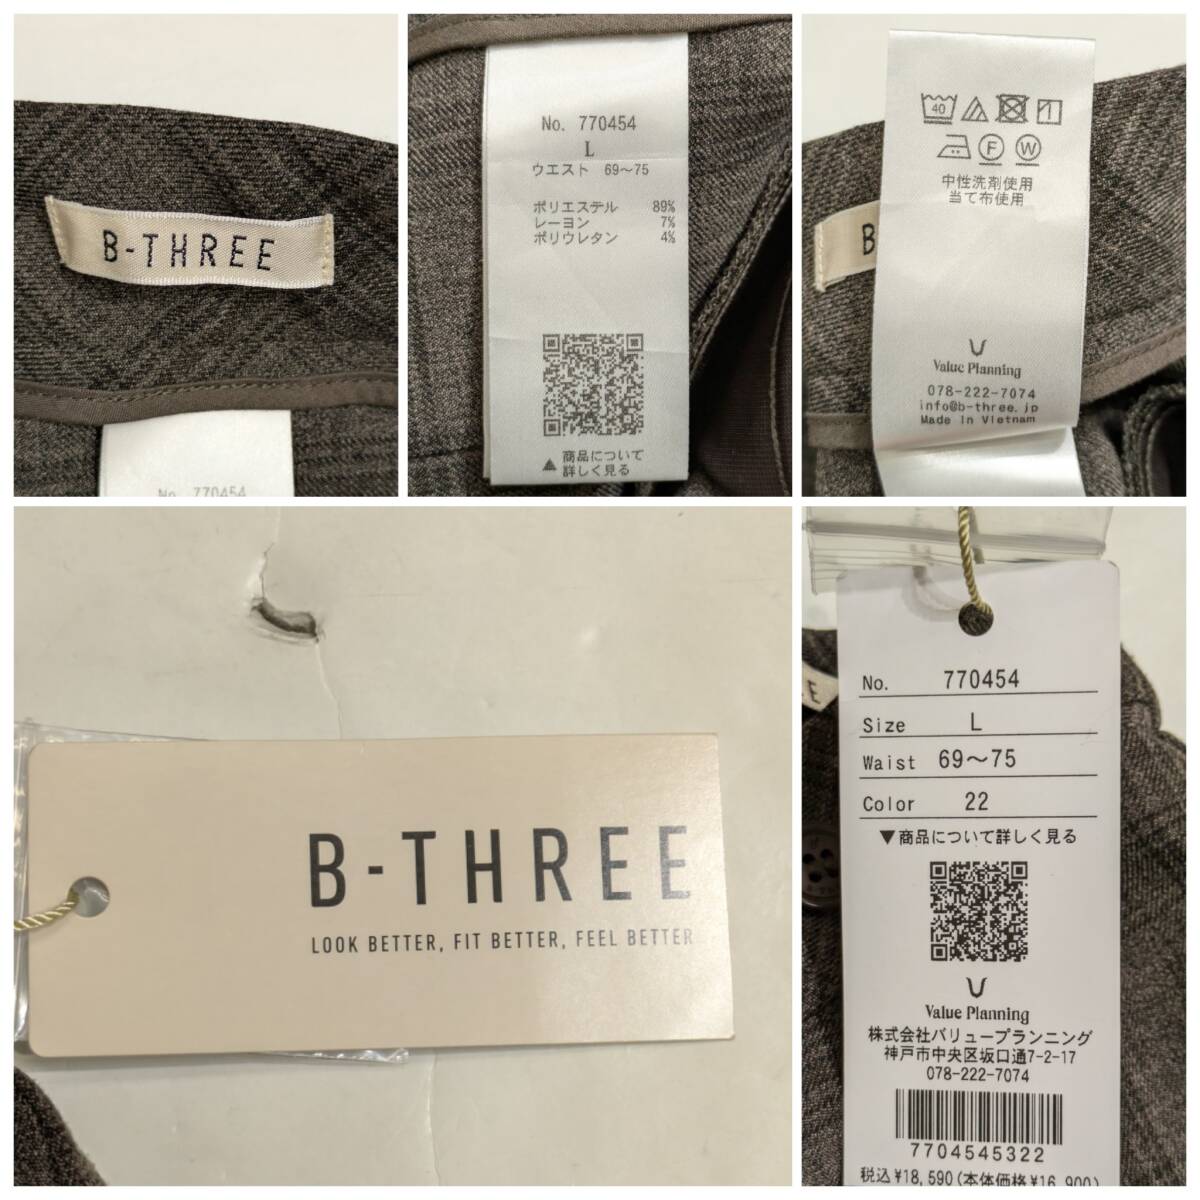 B-THREE
No. 770454
No. 770454
L
ウエスト 69～75
ポリエステル 89%
レーヨン 7%
ポリウレタン 4%
▲ 商品について
詳しく見る
40
1
F W
中性洗剤使用
当て布使用
B
Value Planning
078-222-7074
info@b-three.jp
Made in Vietnam
B-THREE
LOOK BETTER, FIT BETTER, FEEL BETTER
E
No. 770454
Size L
Waist 69～75
Color 22
▼商品について詳しく見る
Value Planning
株式会社バリュープランニング
神戸市中央区坂口通7-2-17
078-222-7074
7704545322
税込¥18,590(本体価格¥16,900)